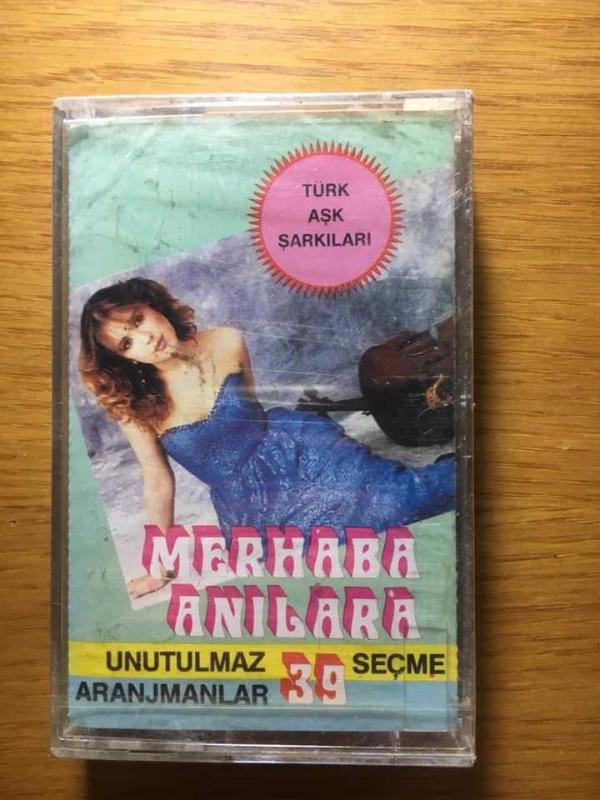 TÜRK
AŞK
ŞARKILARI
MERHABA
ANILARA
UNUTULMAZ 39 SEÇME
ARANJMANLAR